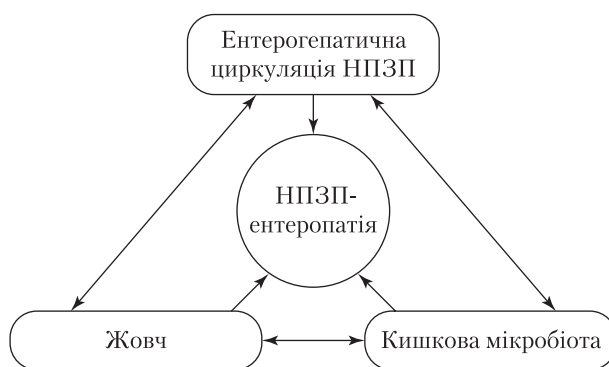 Ентерогепатична
циркуляція НПЗП
НПЗП-
ентеропатія
Жовч
Кишкова мікробіота